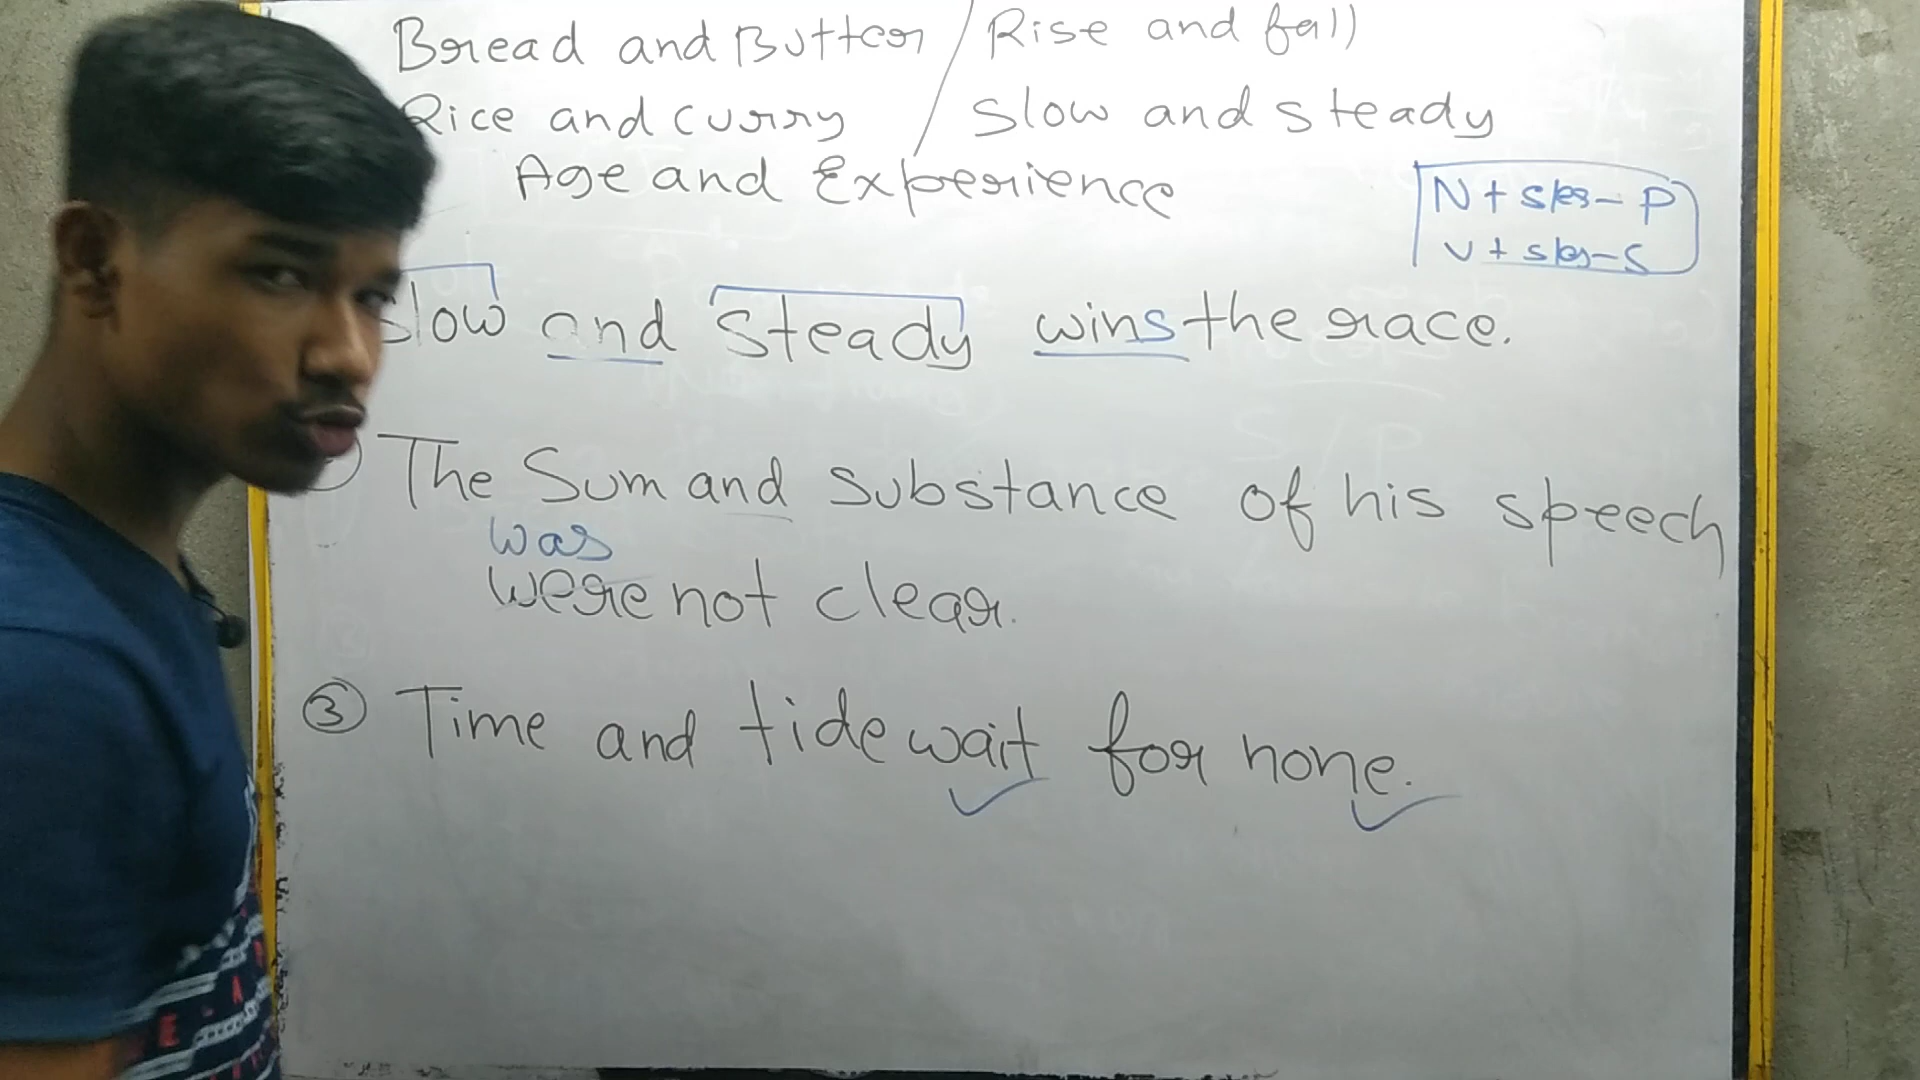 Bread and Butter / Rise and fall
Rice and curry / Slow and steady
Age and Experience
N + s/es - P
V + s/es - S
Slow and steady wins the race.
The Sum and substance of his speech
was
were not clear.
③ Time and tide wait for none.